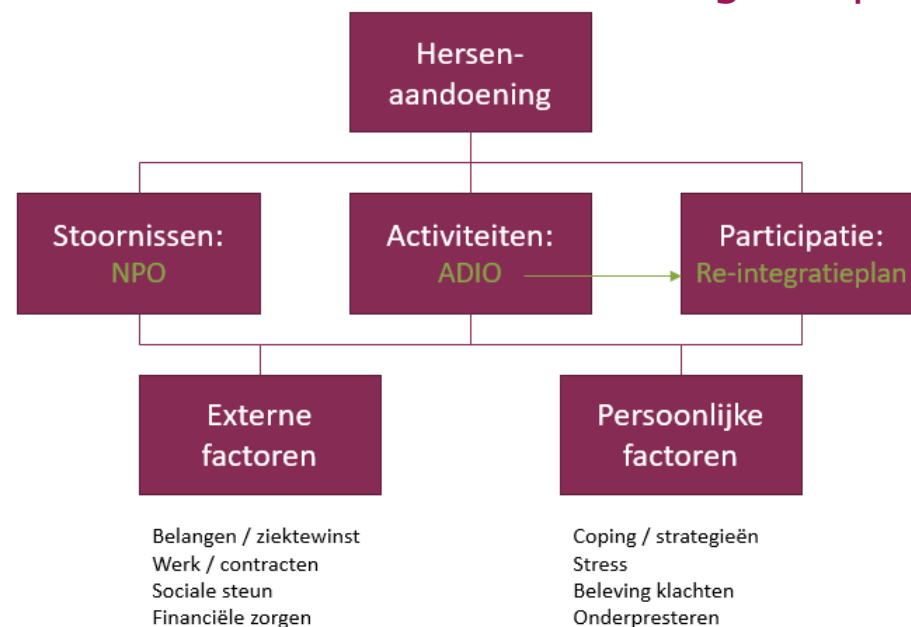 Hersen-
aandoening
Stoornissen:
NPO
Activiteiten:
ADIO
Participatie:
Re-integratieplan
Externe
factoren
Persoonlijke
factoren
Belangen / ziektewinst
Werk / contracten
Sociale steun
Financiële zorgen
Coping / strategieën
Stress
Beleving klachten
Onderpresteren